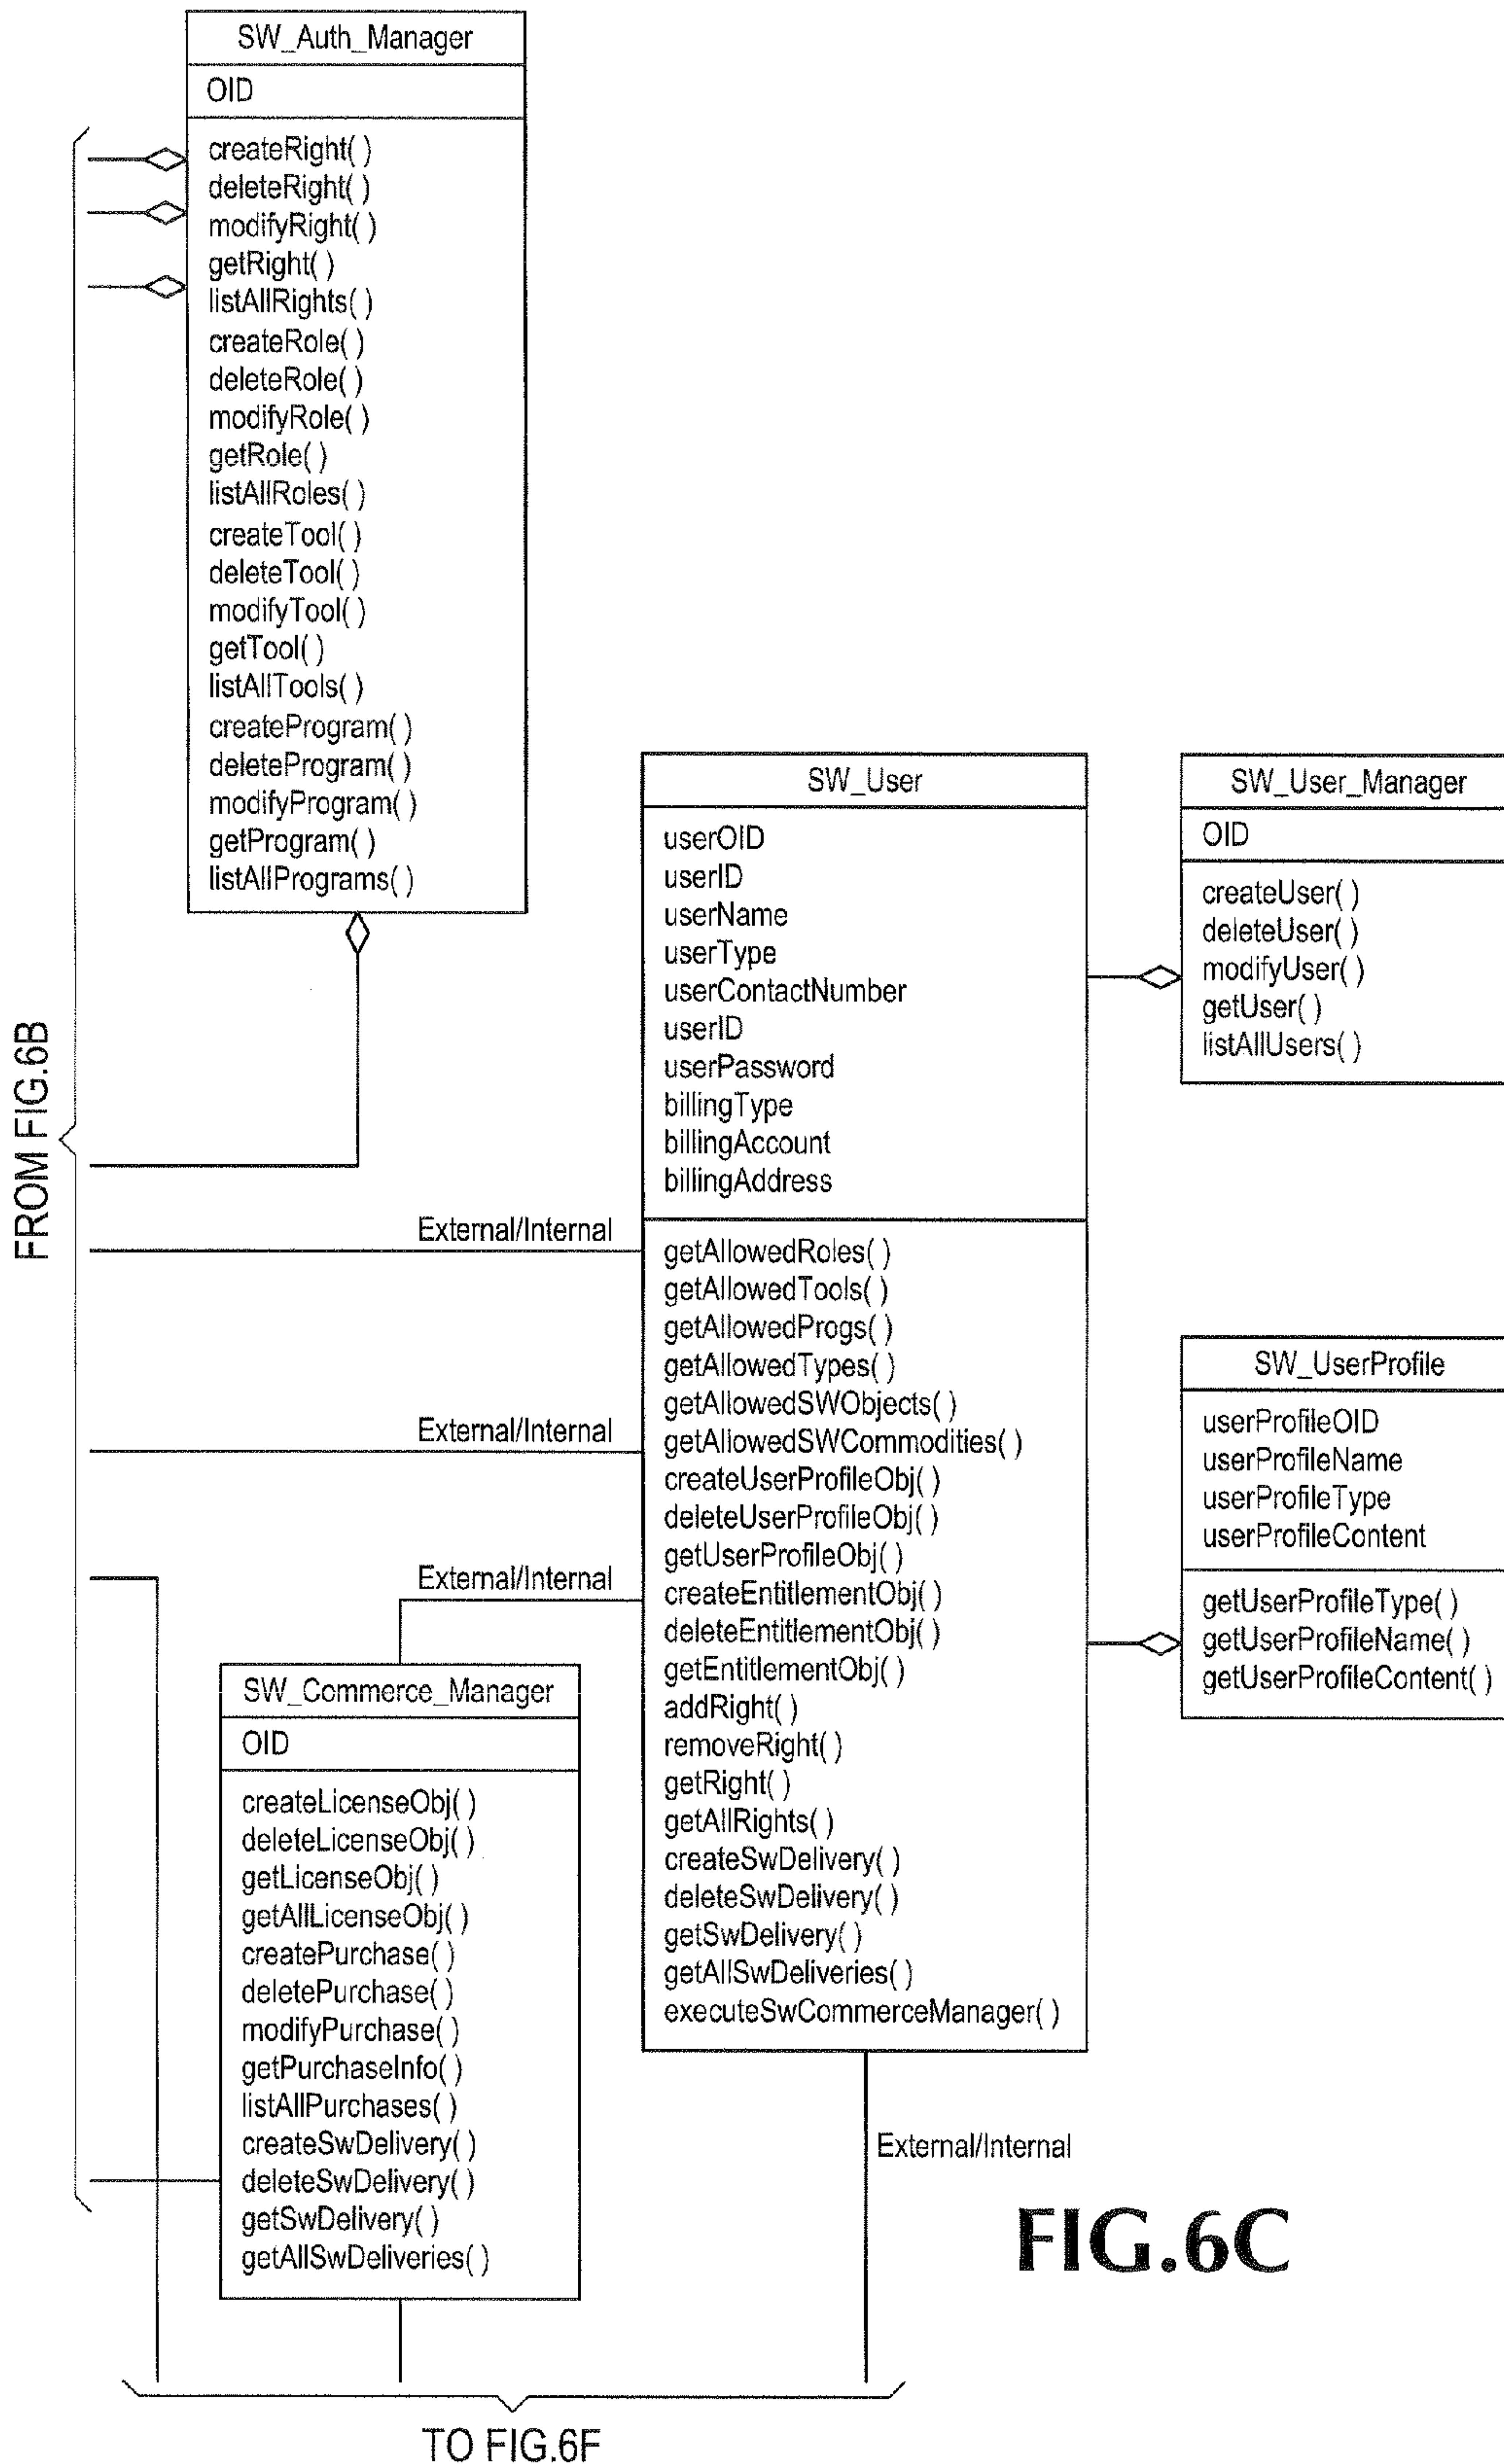 SW_Auth_Manager
OID
createRight( )
deleteRight( )
modifyRight( )
getRight( )
listAllRights( )
createRole( )
deleteRole( )
modifyRole( )
getRole( )
listAllRoles( )
createTool( )
deleteTool( )
modifyTool( )
getTool( )
listAllTools( )
createProgram( )
deleteProgram( )
modifyProgram( )
getProgram( )
listAllPrograms( )
FROM FIG.6B
SW_User
userOID
userID
userName
userType
userContactNumber
userID
userPassword
billingType
billingAccount
billingAddress
getAllowedRoles( )
getAllowedTools( )
getAllowedProgs( )
getAllowedTypes( )
getAllowedSWObjects( )
getAllowedSWCommodities( )
createUserProfileObj( )
deleteUserProfileObj( )
getUserProfileObj( )
createEntitlementObj( )
deleteEntitlementObj( )
getEntitlementObj( )
addRight( )
removeRight( )
getRight( )
getAllRights( )
createSwDelivery( )
deleteSwDelivery( )
getSwDelivery( )
getAllSwDeliveries( )
executeSwCommerceManager( )
SW_User_Manager
OID
createUser( )
deleteUser( )
modifyUser( )
getUser( )
listAllUsers( )
SW_UserProfile
userProfileOID
userProfileName
userProfileType
userProfileContent
getUserProfileType( )
getUserProfileName( )
getUserProfileContent( )
External/Internal
External/Internal
External/Internal
SW_Commerce_Manager
OID
createLicenseObj( )
deleteLicenseObj( )
getLicenseObj( )
getAllLicenseObj( )
createPurchase( )
deletePurchase( )
modifyPurchase( )
getPurchaseInfo( )
listAllPurchases( )
createSwDelivery( )
deleteSwDelivery( )
getSwDelivery( )
getAllSwDeliveries( )
External/Internal
FIG.6C
TO FIG.6F